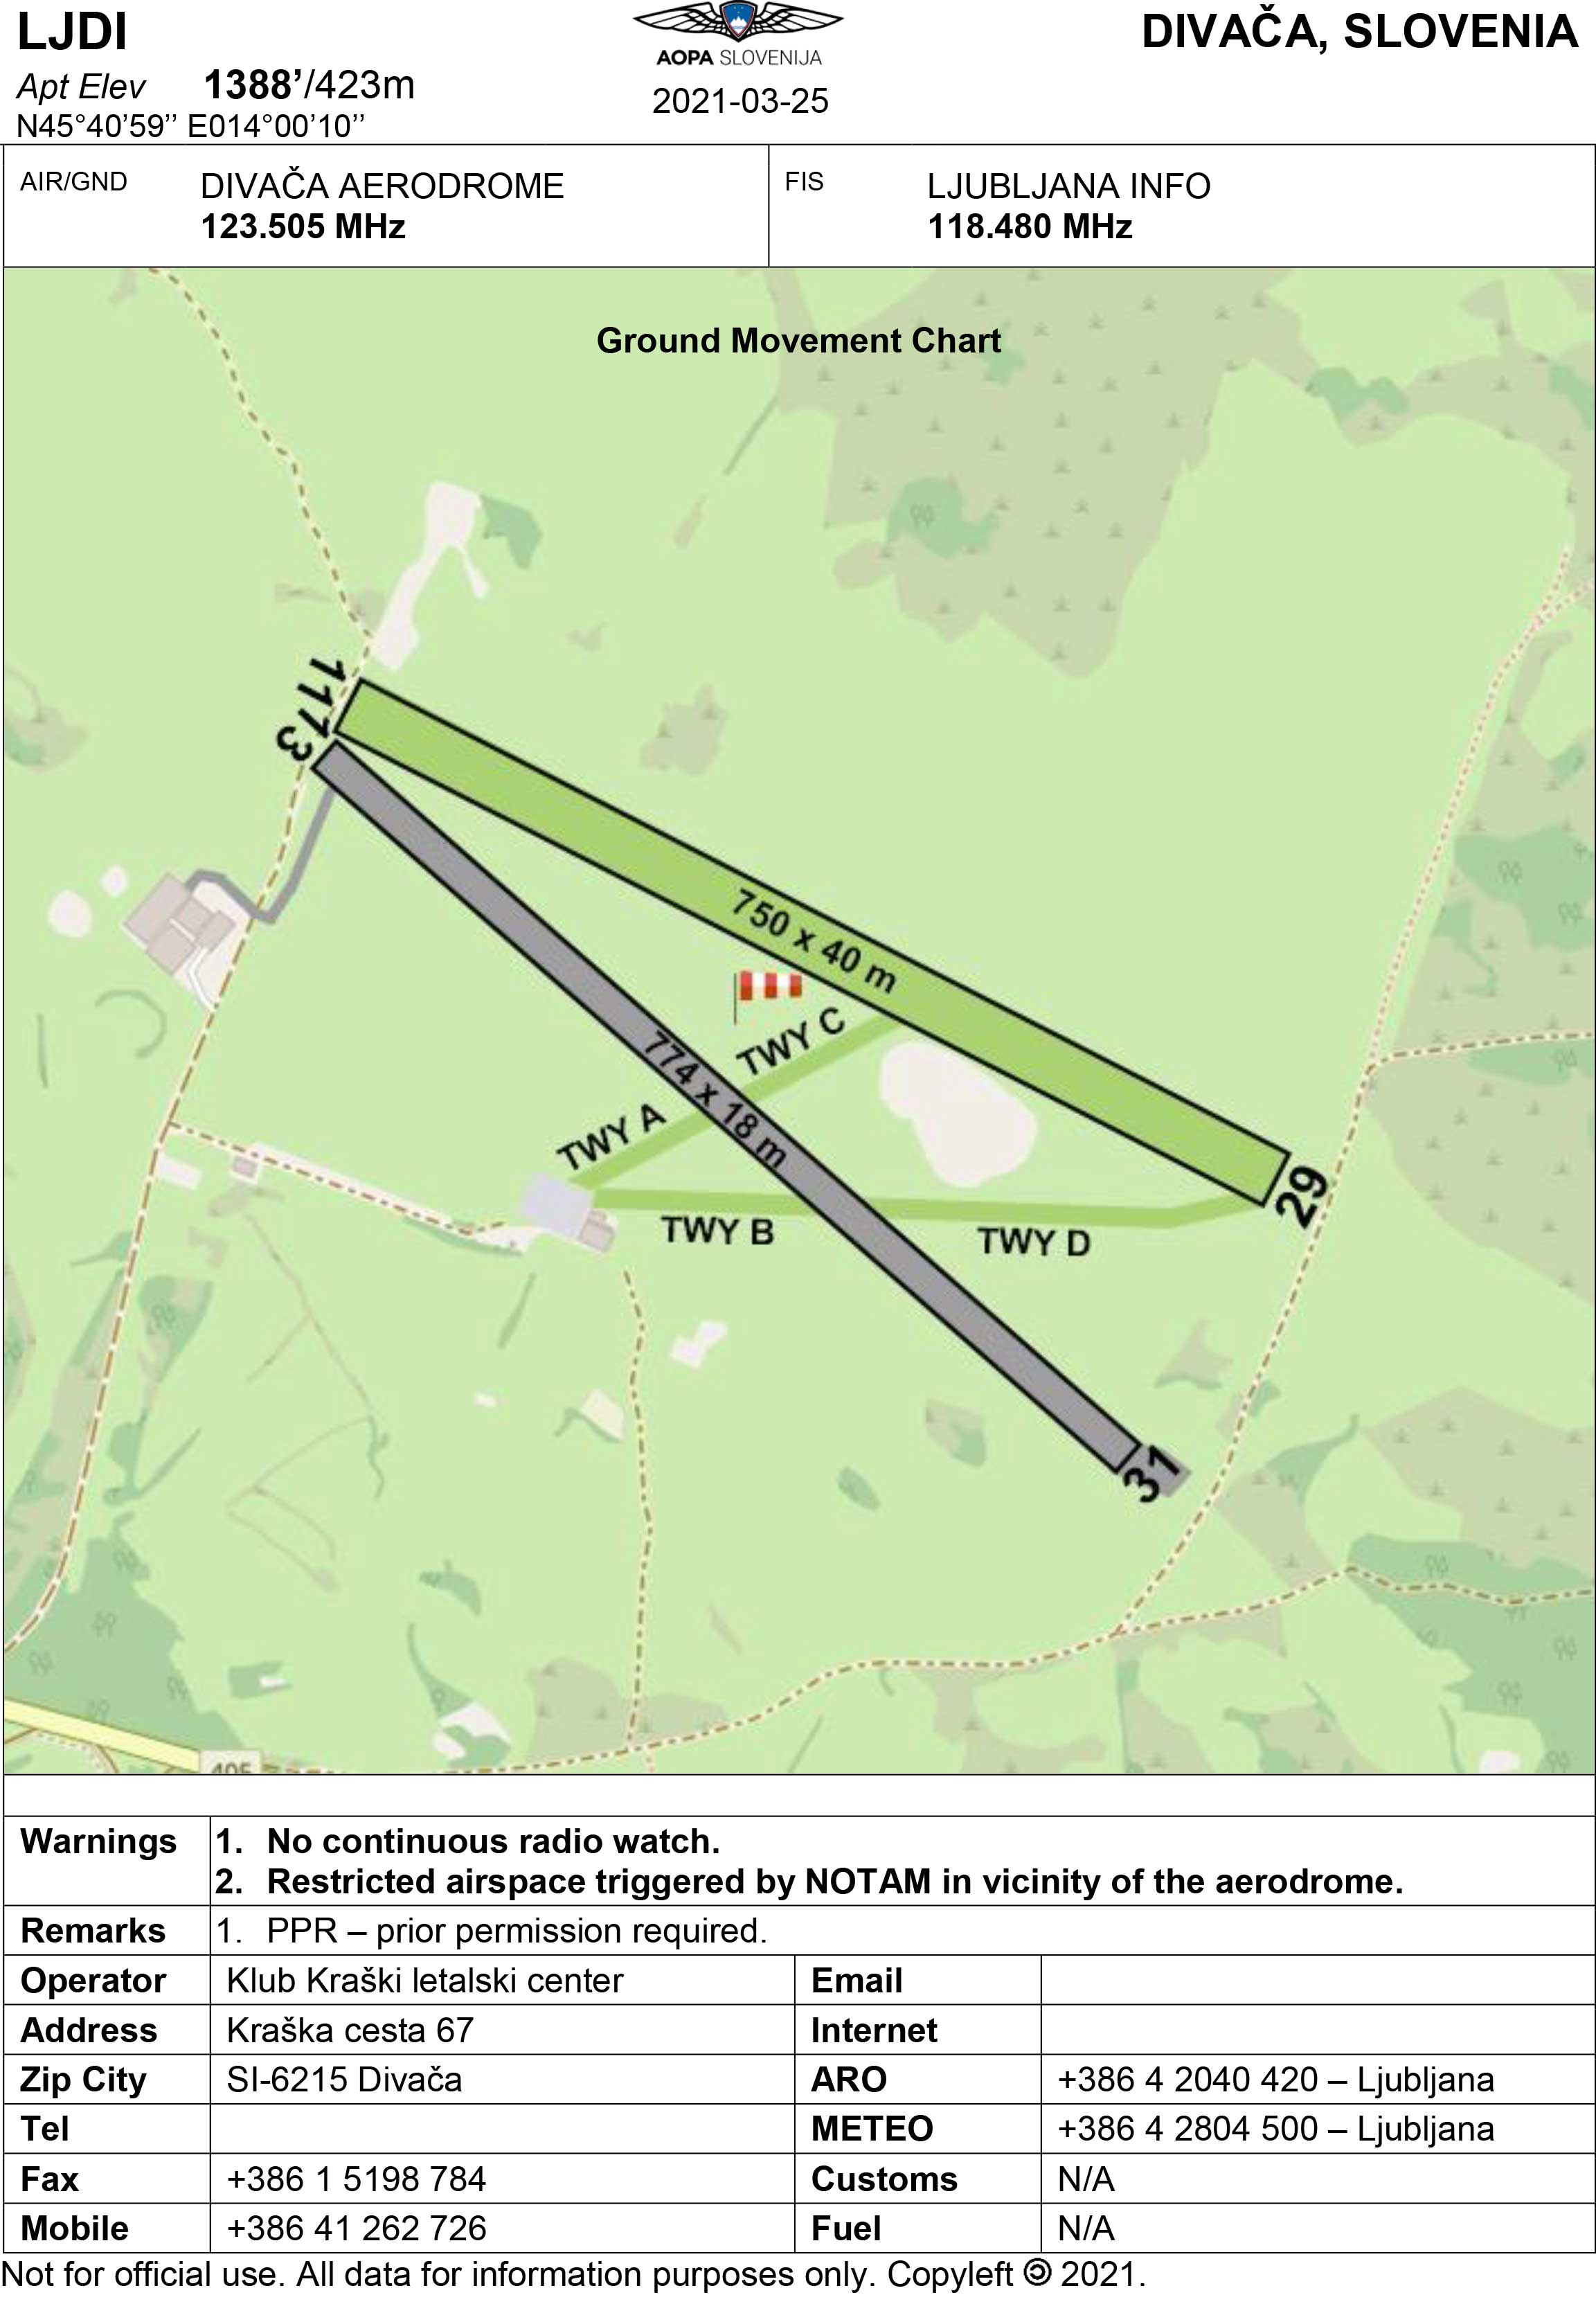 LJDI
Apt Elev 1388’/423m
N45°40’59’’ E014°00’10’’
AOPA SLOVENIJA
2021-03-25
DIVAČA, SLOVENIA
AIR/GND DIVAČA AERODROME
123.505 MHz
FIS LJUBLJANA INFO
118.480 MHz
Ground Movement Chart
11
13
750 x 40 m
TWY C
774 x 18 m
TWY A
29
TWY B
TWY D
31
405
Warnings 1. No continuous radio watch.
2. Restricted airspace triggered by NOTAM in vicinity of the aerodrome.
Remarks 1. PPR – prior permission required.
Operator Klub Kraški letalski center Email
Address Kraška cesta 67 Internet
Zip City SI-6215 Divača ARO +386 4 2040 420 – Ljubljana
Tel METEO +386 4 2804 500 – Ljubljana
Fax +386 1 5198 784 Customs N/A
Mobile +386 41 262 726 Fuel N/A
Not for official use. All data for information purposes only. Copyleft 🄯 2021.